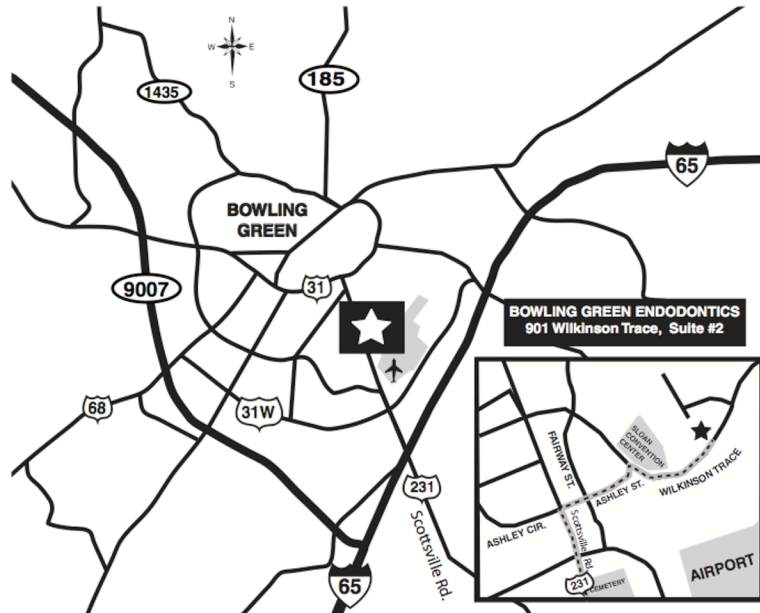 N
W
E
S
1435
185
65
BOWLING
GREEN
9007
31
BOWLING GREEN ENDODONTICS
901 Wilkinson Trace, Suite #2
68
31W
231
Scottsville Rd.
65
FAIRWAY ST.
SLOAN
CONVENTION
CENTER
ASHLEY ST.
WILKINSON TRACE
ASHLEY CIR.
Scottsville Rd.
231
CEMETERY
AIRPORT